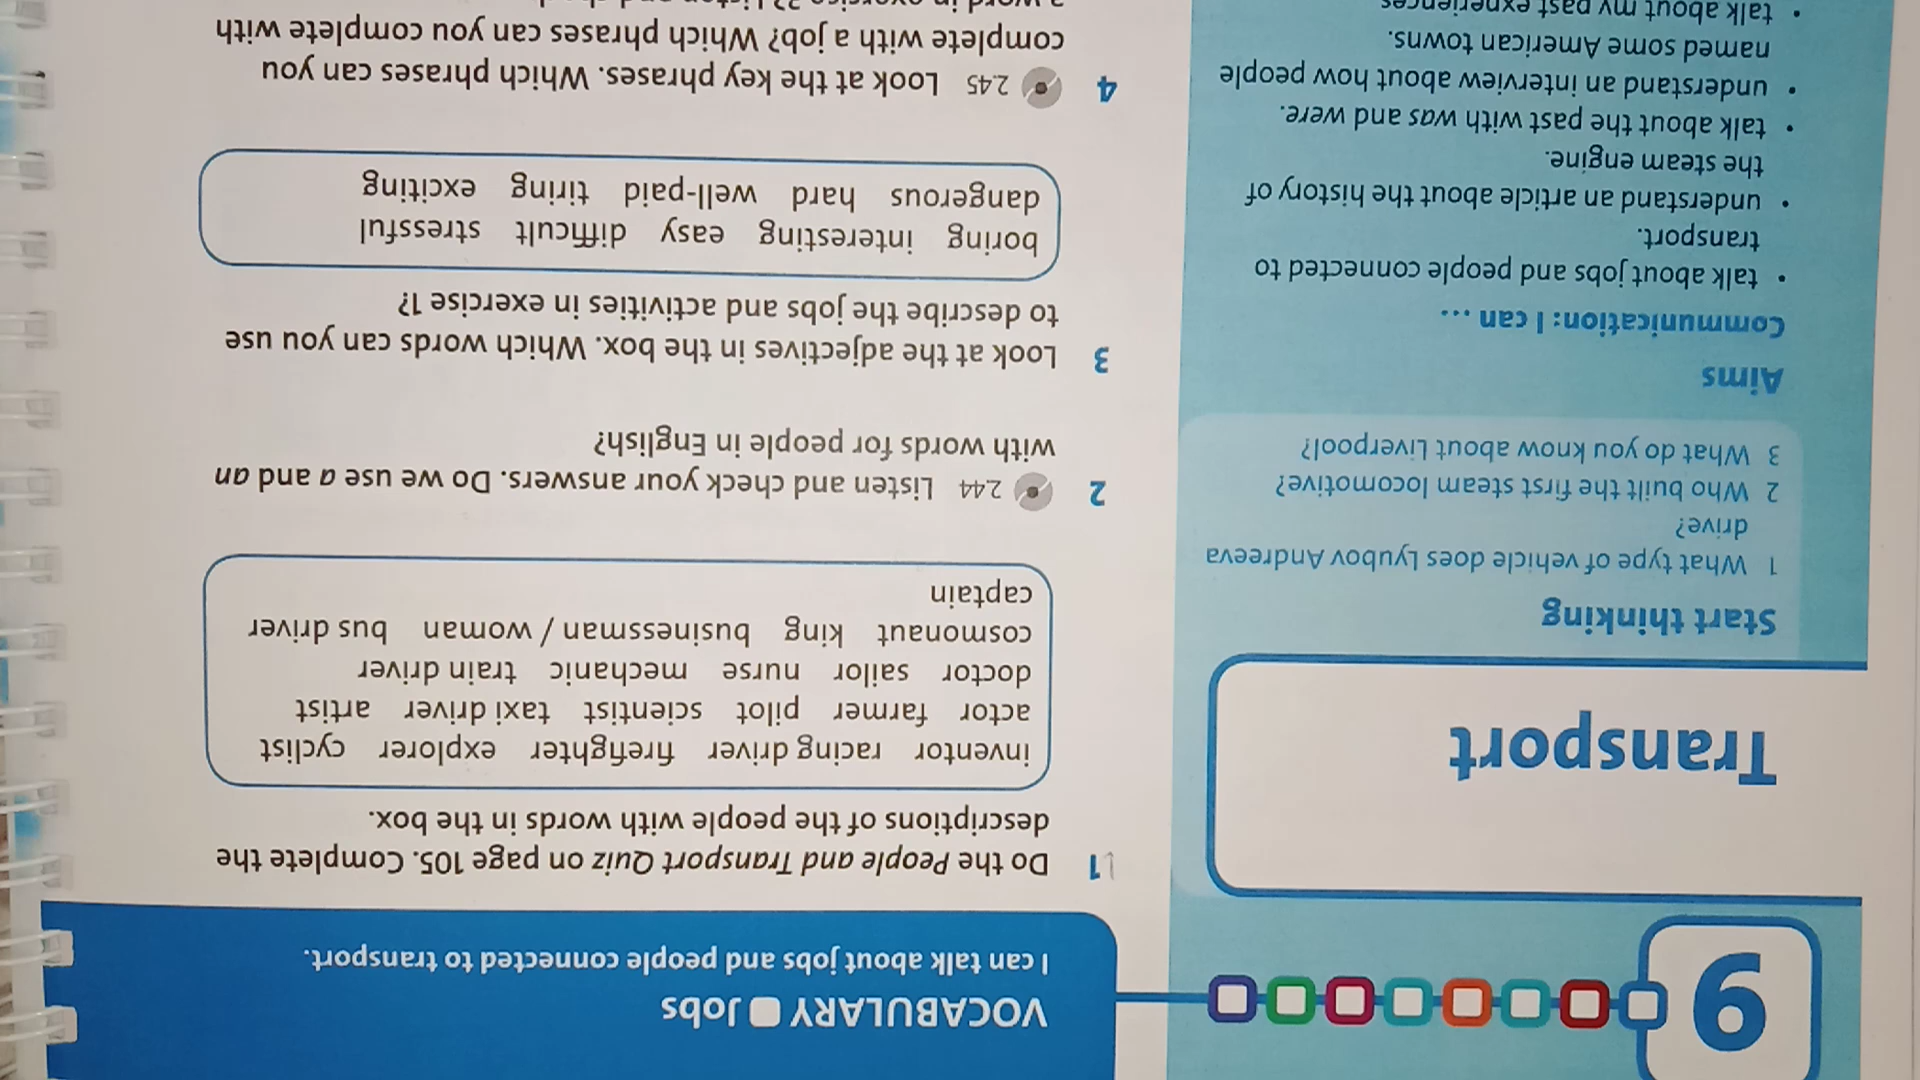 9
Transport
Start thinking
1 What type of vehicle does Lyubov Andreeva
drive?
2 Who built the first steam locomotive?
3 What do you know about Liverpool?
Aims
Communication: I can ...
• talk about jobs and people connected to
transport.
• understand an article about the history of
the steam engine.
• talk about the past with was and were.
• understand an interview about how people
named some American towns.
• talk about my past experiences
VOCABULARY Jobs
I can talk about jobs and people connected to transport.
1 Do the People and Transport Quiz on page 105. Complete the
descriptions of the people with words in the box.
inventor racing driver firefighter explorer cyclist
actor farmer pilot scientist taxi driver artist
doctor sailor nurse mechanic train driver
cosmonaut king businessman / woman bus driver
captain
2 2.44 Listen and check your answers. Do we use a and an
with words for people in English?
3 Look at the adjectives in the box. Which words can you use
to describe the jobs and activities in exercise 1?
boring interesting easy difficult stressful
dangerous hard well-paid tiring exciting
4 2.45 Look at the key phrases. Which phrases can you
complete with a job? Which phrases can you complete with
a word in exercise 3? Listen and